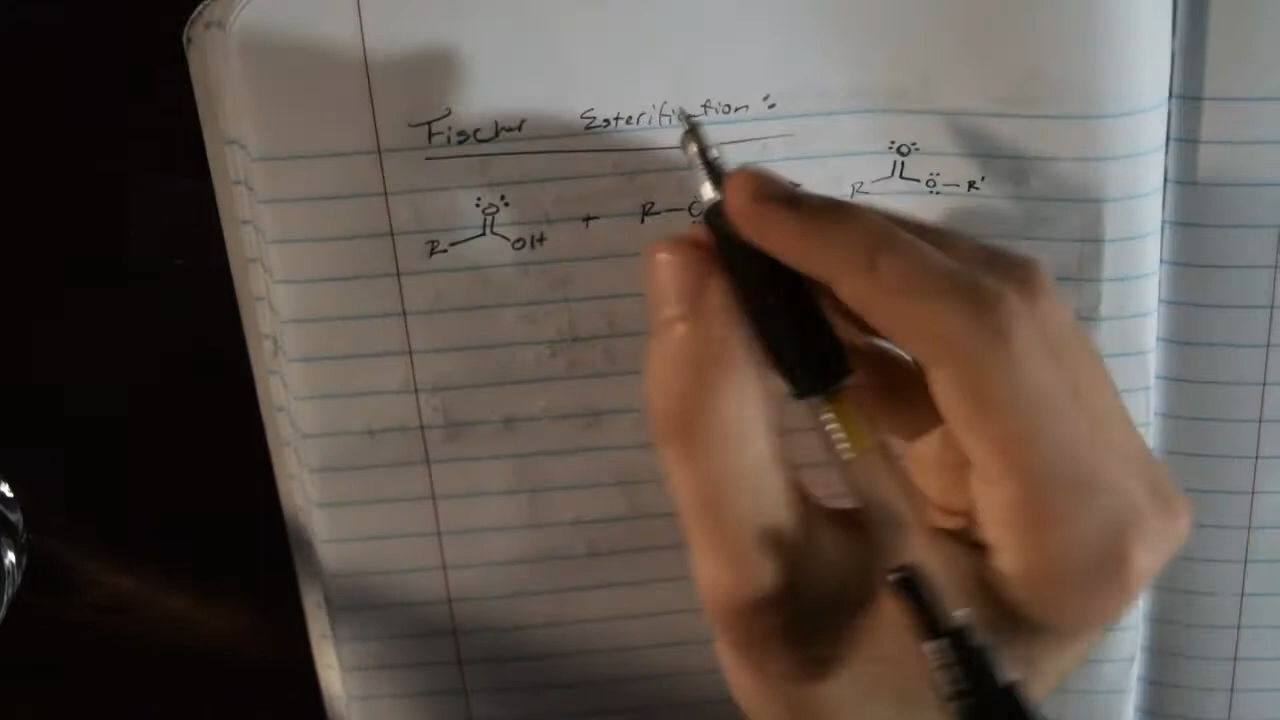 Fischer Esterification:
R O OH + R-O R O O-R'